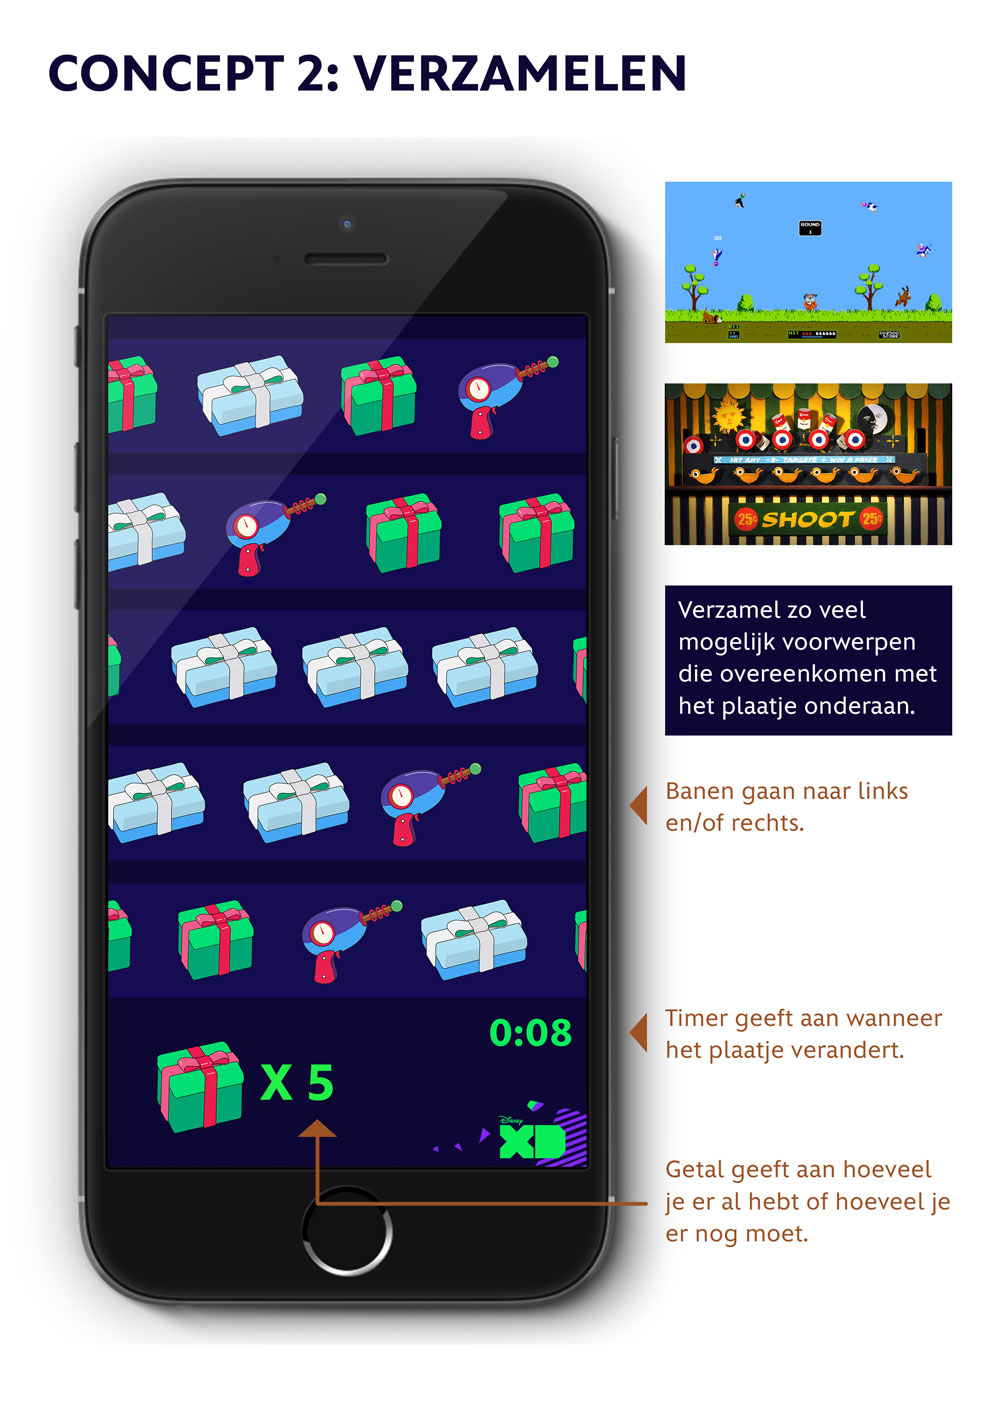 CONCEPT 2: VERZAMELEN
ROUND
1
HIT ANY -3- TARGETS + WIN A PRIZE
25¢ SHOOT 25¢
Verzamel zo veel
mogelijk voorwerpen
die overeenkomen met
het plaatje onderaan.
Banen gaan naar links
en/of rechts.
Timer geeft aan wanneer
het plaatje verandert.
0:08
X 5
Disney
XD
Getal geeft aan hoeveel
je er al hebt of hoeveel je
er nog moet.